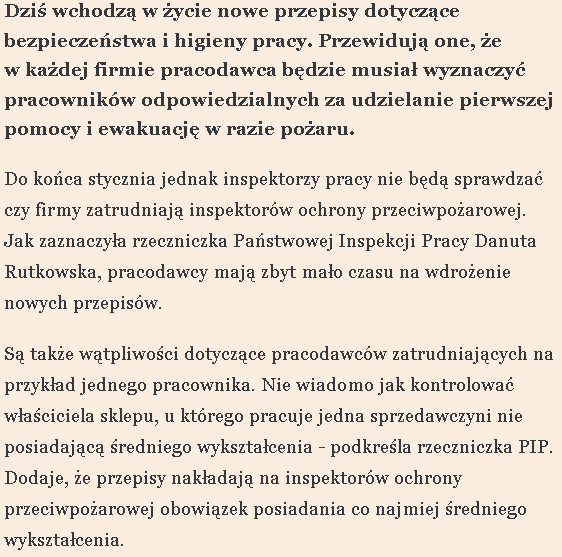 Dziś wchodzą w życie nowe przepisy dotyczące
bezpieczeństwa i higieny pracy. Przewidują one, że
w każdej firmie pracodawca będzie musiał wyznaczyć
pracowników odpowiedzialnych za udzielanie pierwszej
pomocy i ewakuację w razie pożaru.
Do końca stycznia jednak inspektorzy pracy nie będą sprawdzać
czy firmy zatrudniają inspektorów ochrony przeciwpożarowej.
Jak zaznaczyła rzeczniczka Państwowej Inspekcji Pracy Danuta
Rutkowska, pracodawcy mają zbyt mało czasu na wdrożenie
nowych przepisów.
Są także wątpliwości dotyczące pracodawców zatrudniających na
przykład jednego pracownika. Nie wiadomo jak kontrolować
właściciela sklepu, u którego pracuje jedna sprzedawczyni nie
posiadającą średniego wykształcenia - podkreśla rzeczniczka PIP.
Dodaje, że przepisy nakładają na inspektorów ochrony
przeciwpożarowej obowiązek posiadania co najmiej średniego
wykształcenia.